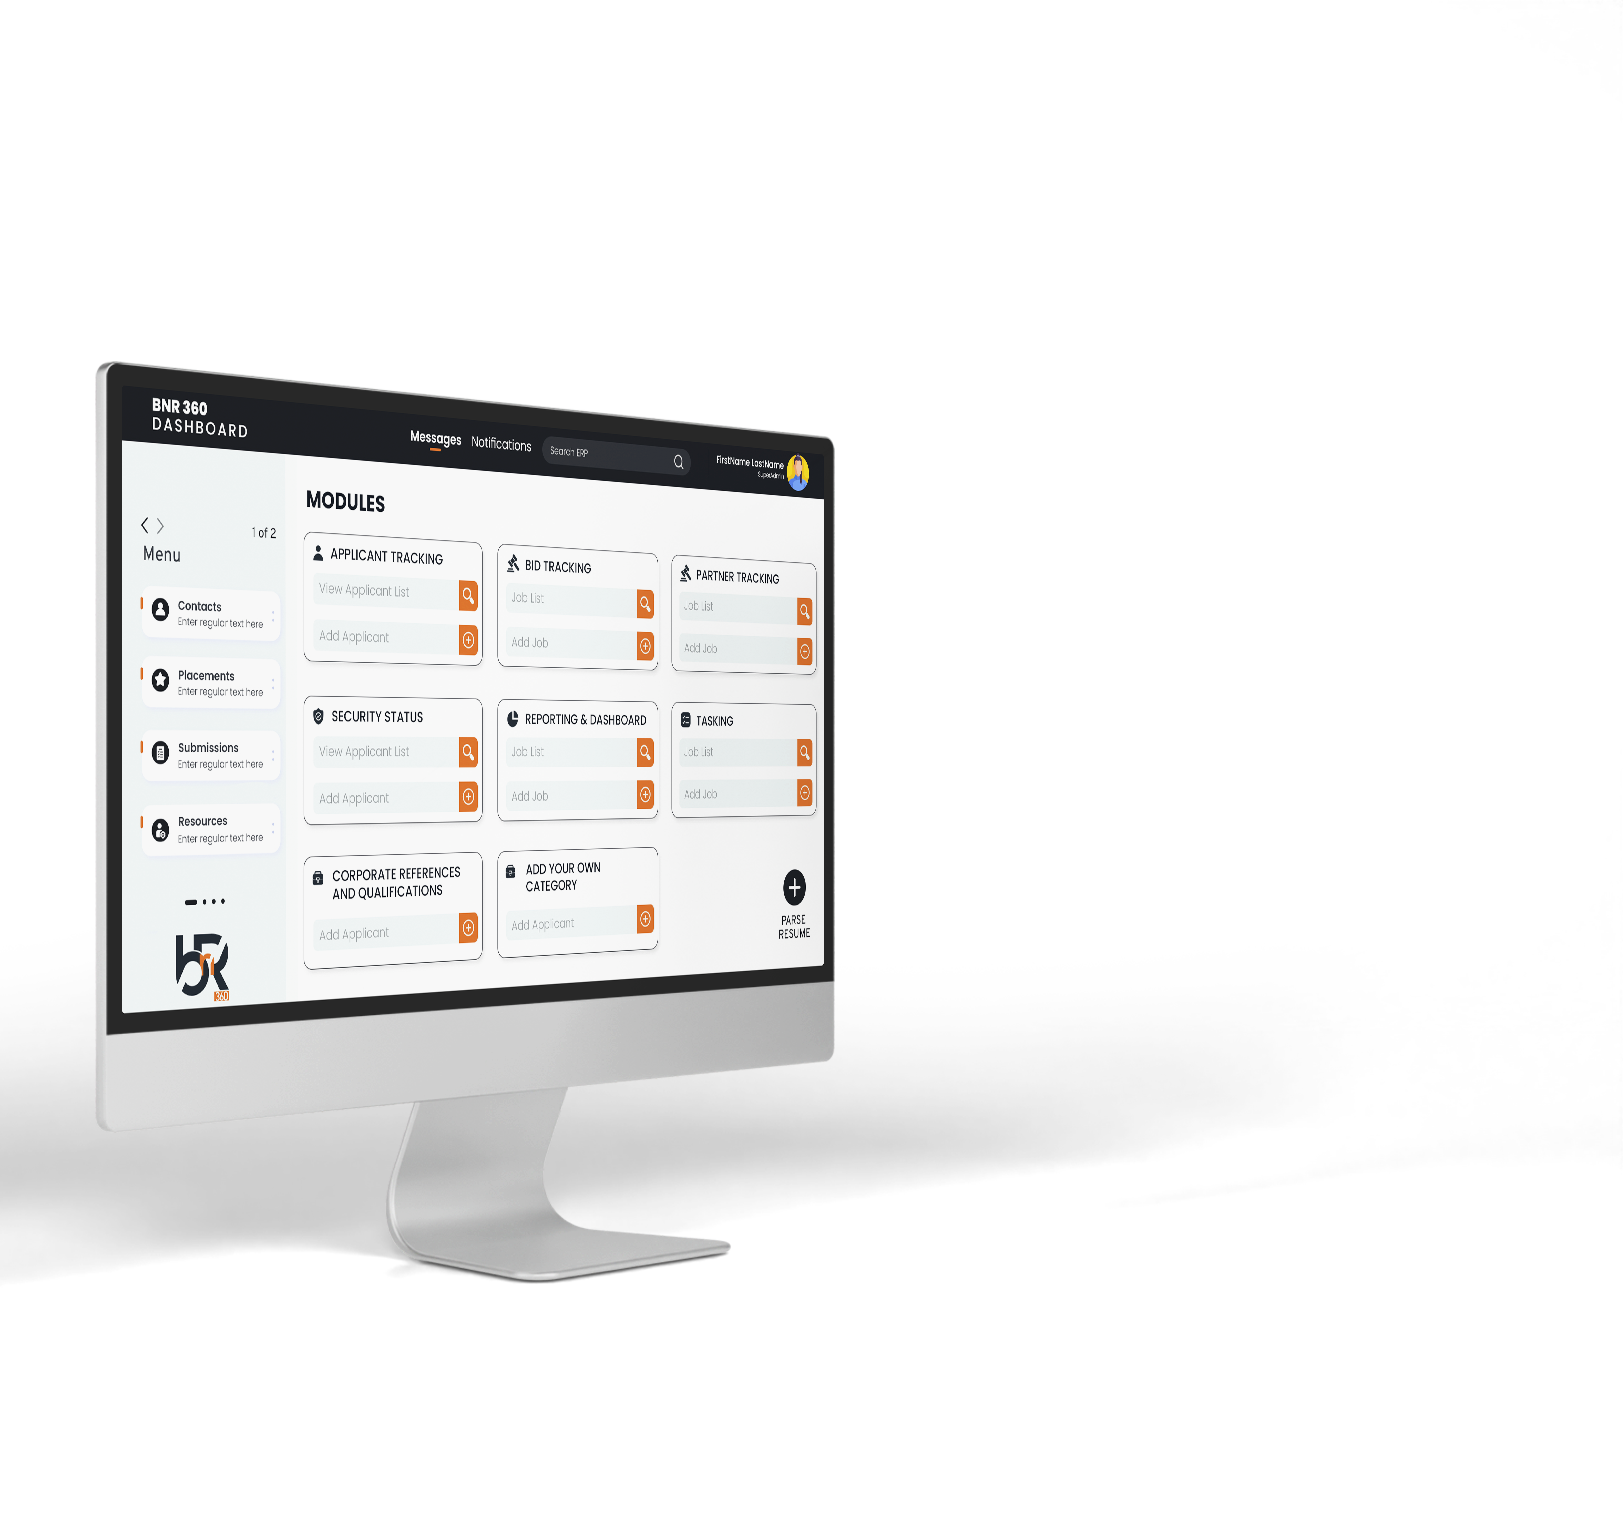 BNR 360
DASHBOARD
Messages
Notifications
Search ERP
FirstName LastName
SuperAdmin
1 of 2
Menu
Contacts
Enter regular text here
Placements
Enter regular text here
Submissions
Enter regular text here
Resources
Enter regular text here
bnR
360
MODULES
APPLICANT TRACKING
View Applicant List
Add Applicant
BID TRACKING
Job List
Add Job
PARTNER TRACKING
Job List
Add Job
SECURITY STATUS
View Applicant List
Add Applicant
REPORTING & DASHBOARD
Job List
Add Job
TASKING
Job List
Add Job
CORPORATE REFERENCES
AND QUALIFICATIONS
Add Applicant
ADD YOUR OWN
CATEGORY
Add Applicant
PARSE
RESUME